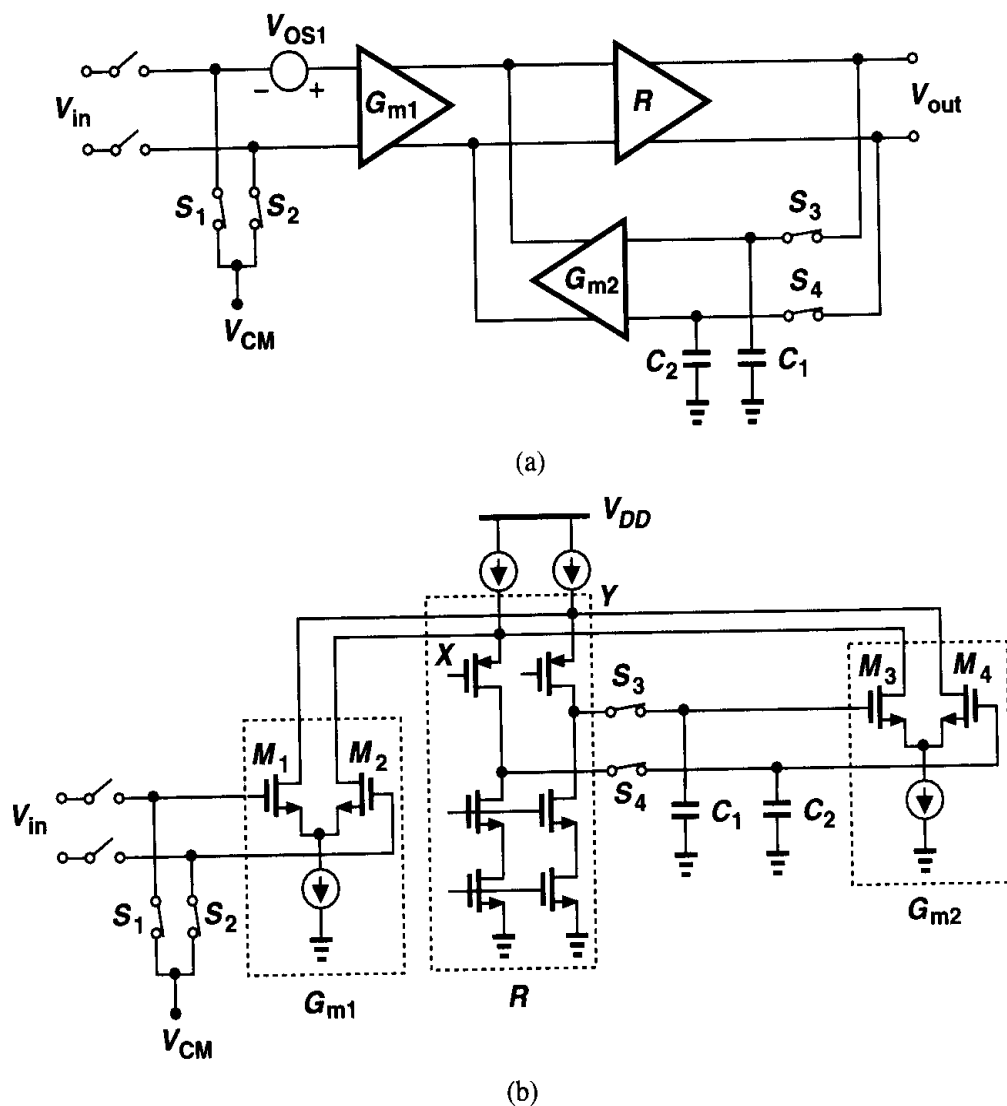 V_OS1
V_in
− +
G_m1
R
V_out
S_1
S_2
V_CM
G_m2
S_3
S_4
C_2
C_1
(a)
V_DD
Y
X
M_1
M_2
V_in
S_1
S_2
V_CM
G_m1
R
S_3
S_4
C_1
C_2
M_3
M_4
G_m2
(b)